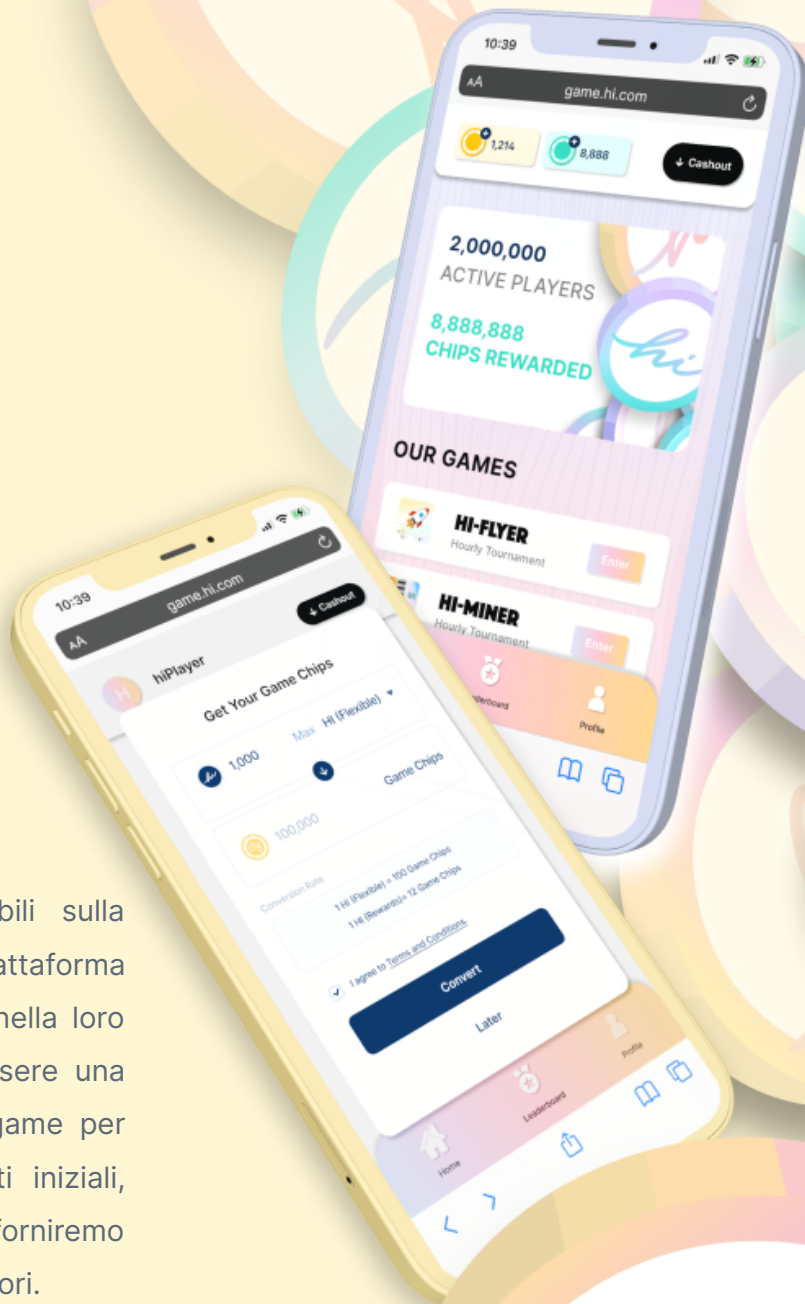 10:39
AA game.hi.com
1,214 8,888 ↓ Cashout
2,000,000
ACTIVE PLAYERS
8,888,888
CHIPS REWARDED
hi
OUR GAMES
HI-FLYER
Hourly Tournament
Enter
HI-MINER
Hourly Tournament
Enter
Profile
10:39
AA game.hi.com
H hiPlayer ↓ Cashout
Get Your Game Chips
1,000 Max HI (Flexible)
100,000 Game Chips
Conversion Rate
1 HI (Flexible) = 100 Game Chips
1 HI (Rewards)= 12 Game Chips
I agree to Terms and Conditions.
Convert
Later
Home Leaderboard Profile
bili sulla
attaforma
nella loro
sere una
game per
ti iniziali,
forniremo
ori.